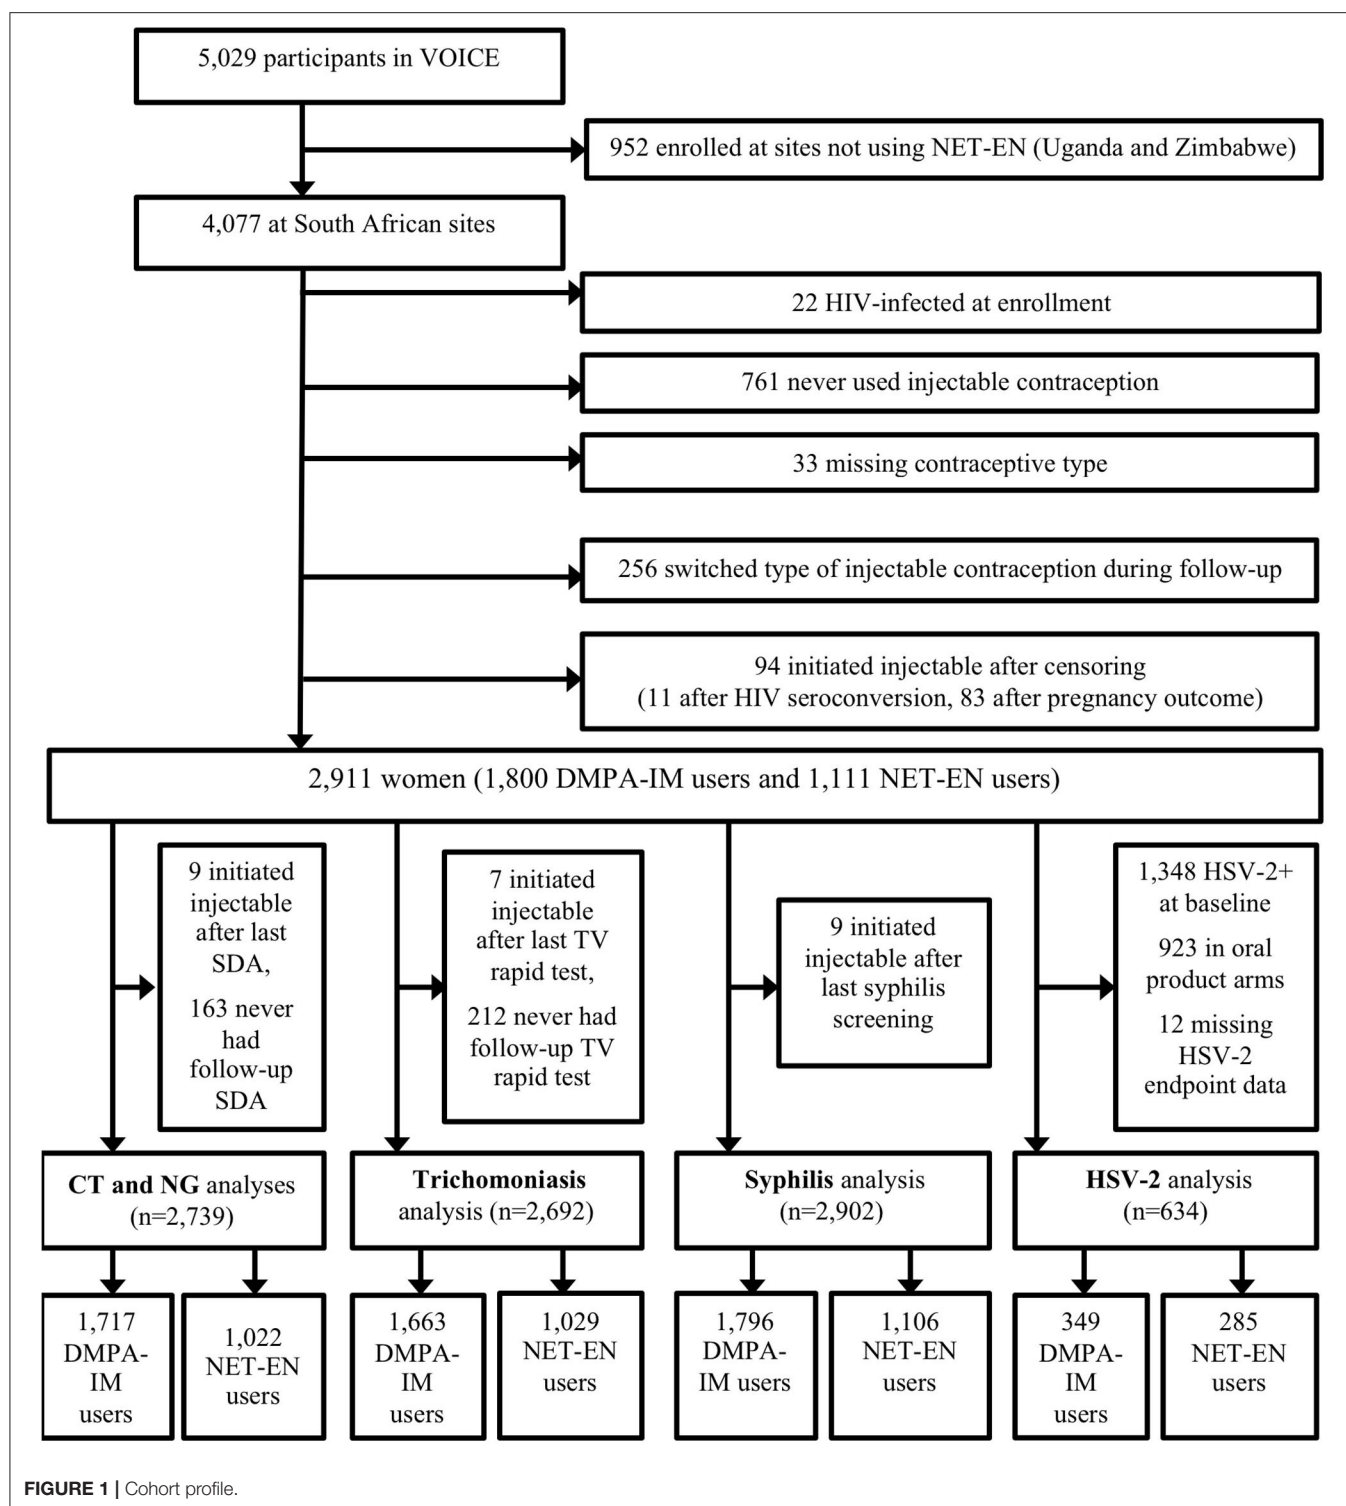 5,029 participants in VOICE
952 enrolled at sites not using NET-EN (Uganda and Zimbabwe)
4,077 at South African sites
22 HIV-infected at enrollment
761 never used injectable contraception
33 missing contraceptive type
256 switched type of injectable contraception during follow-up
94 initiated injectable after censoring
(11 after HIV seroconversion, 83 after pregnancy outcome)
2,911 women (1,800 DMPA-IM users and 1,111 NET-EN users)
9 initiated
injectable
after last
SDA,
163 never
had
follow-up
SDA
7 initiated
injectable
after last TV
rapid test,
212 never had
follow-up TV
rapid test
9 initiated
injectable after
last syphilis
screening
1,348 HSV-2+
at baseline
923 in oral
product arms
12 missing
HSV-2
endpoint data
CT and NG analyses
(n=2,739)
Trichomoniasis
analysis (n=2,692)
Syphilis analysis
(n=2,902)
HSV-2 analysis
(n=634)
1,717
DMPA-
IM
users
1,022
NET-EN
users
1,663
DMPA-
IM
users
1,029
NET-EN
users
1,796
DMPA-
IM users
1,106
NET-EN
users
349
DMPA-
IM
users
285
NET-EN
users
FIGURE 1 | Cohort profile.